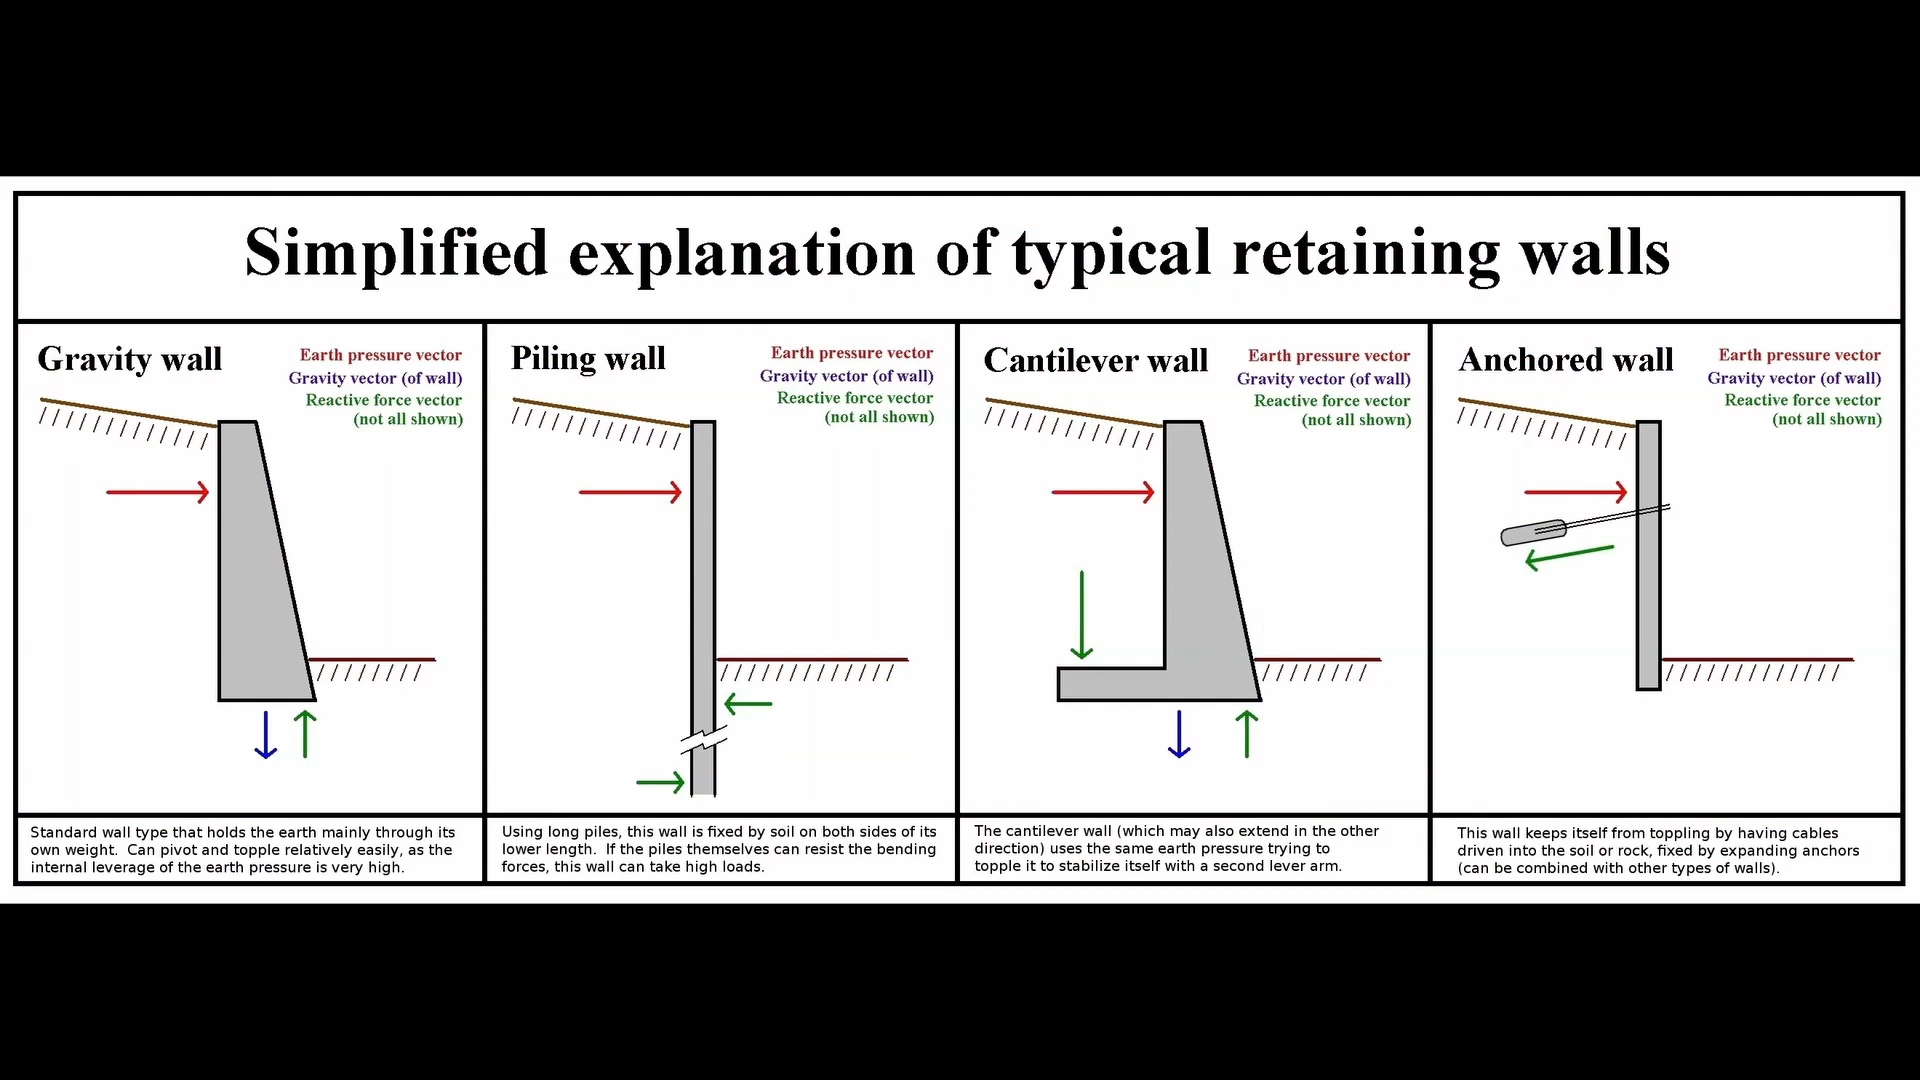 Simplified explanation of typical retaining walls
Gravity wall
Earth pressure vector
Gravity vector (of wall)
Reactive force vector
(not all shown)
Standard wall type that holds the earth mainly through its
own weight.  Can pivot and topple relatively easily, as the
internal leverage of the earth pressure is very high.
Piling wall
Earth pressure vector
Gravity vector (of wall)
Reactive force vector
(not all shown)
Using long piles, this wall is fixed by soil on both sides of its
lower length.  If the piles themselves can resist the bending
forces, this wall can take high loads.
Cantilever wall
Earth pressure vector
Gravity vector (of wall)
Reactive force vector
(not all shown)
The cantilever wall (which may also extend in the other
direction) uses the same earth pressure trying to
topple it to stabilize itself with a second lever arm.
Anchored wall
Earth pressure vector
Gravity vector (of wall)
Reactive force vector
(not all shown)
This wall keeps itself from toppling by having cables
driven into the soil or rock, fixed by expanding anchors
(can be combined with other types of walls).